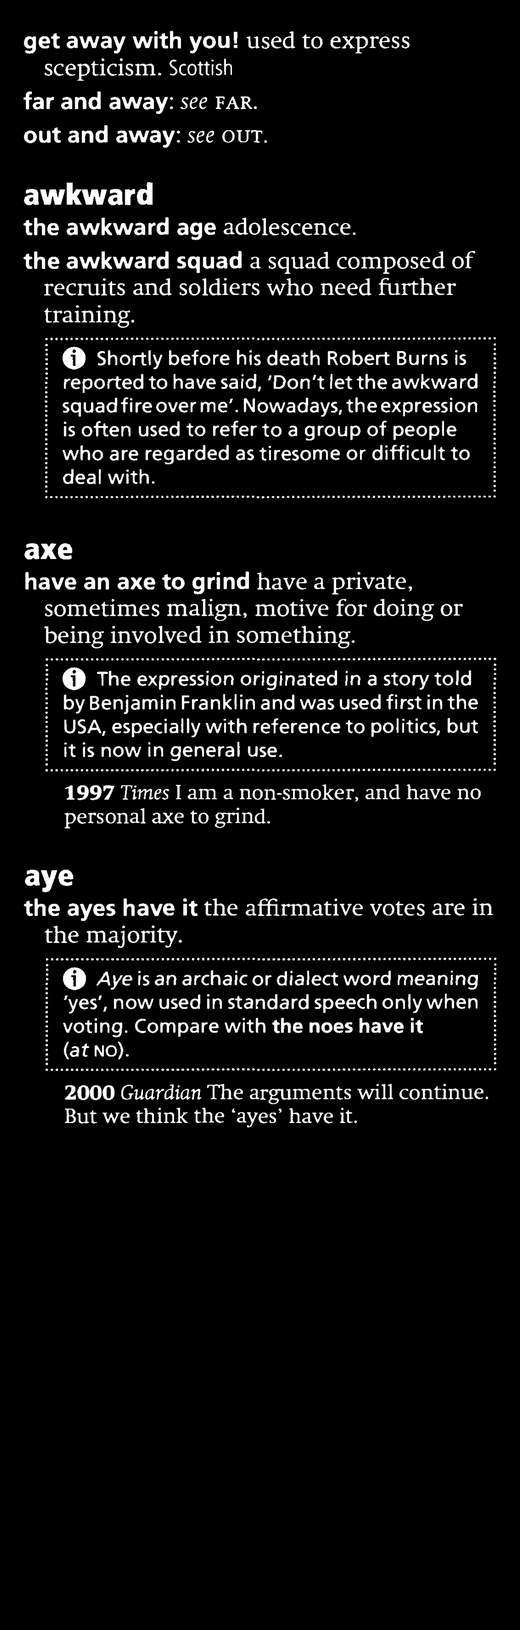 get away with you! used to express
scepticism. Scottish
far and away: see FAR.
out and away: see OUT.
awkward
the awkward age adolescence.
the awkward squad a squad composed of
recruits and soldiers who need further
training.
ⓘ Shortly before his death Robert Burns is
reported to have said, 'Don't let the awkward
squad fire over me'. Nowadays, the expression
is often used to refer to a group of people
who are regarded as tiresome or difficult to
deal with.
axe
have an axe to grind have a private,
sometimes malign, motive for doing or
being involved in something.
ⓘ The expression originated in a story told
by Benjamin Franklin and was used first in the
USA, especially with reference to politics, but
it is now in general use.
1997 Times I am a non-smoker, and have no
personal axe to grind.
aye
the ayes have it the affirmative votes are in
the majority.
ⓘ Aye is an archaic or dialect word meaning
'yes', now used in standard speech only when
voting. Compare with the noes have it
(at NO).
2000 Guardian The arguments will continue.
But we think the ‘ayes’ have it.